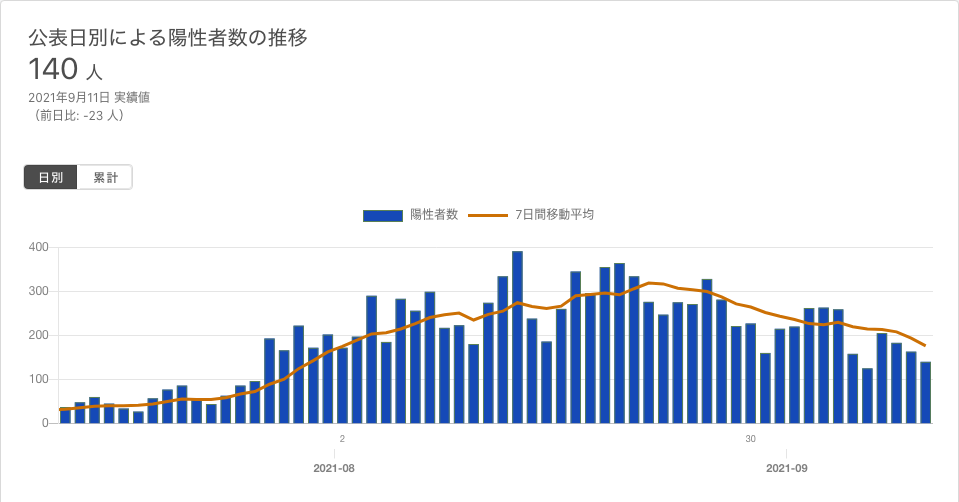 公表日別による陽性者数の推移
140 人
2021年9月11日 実績値
（前日比: -23 人）
日別 累計
陽性者数 7日間移動平均
400
300
200
100
0
2 30
2021-08 2021-09